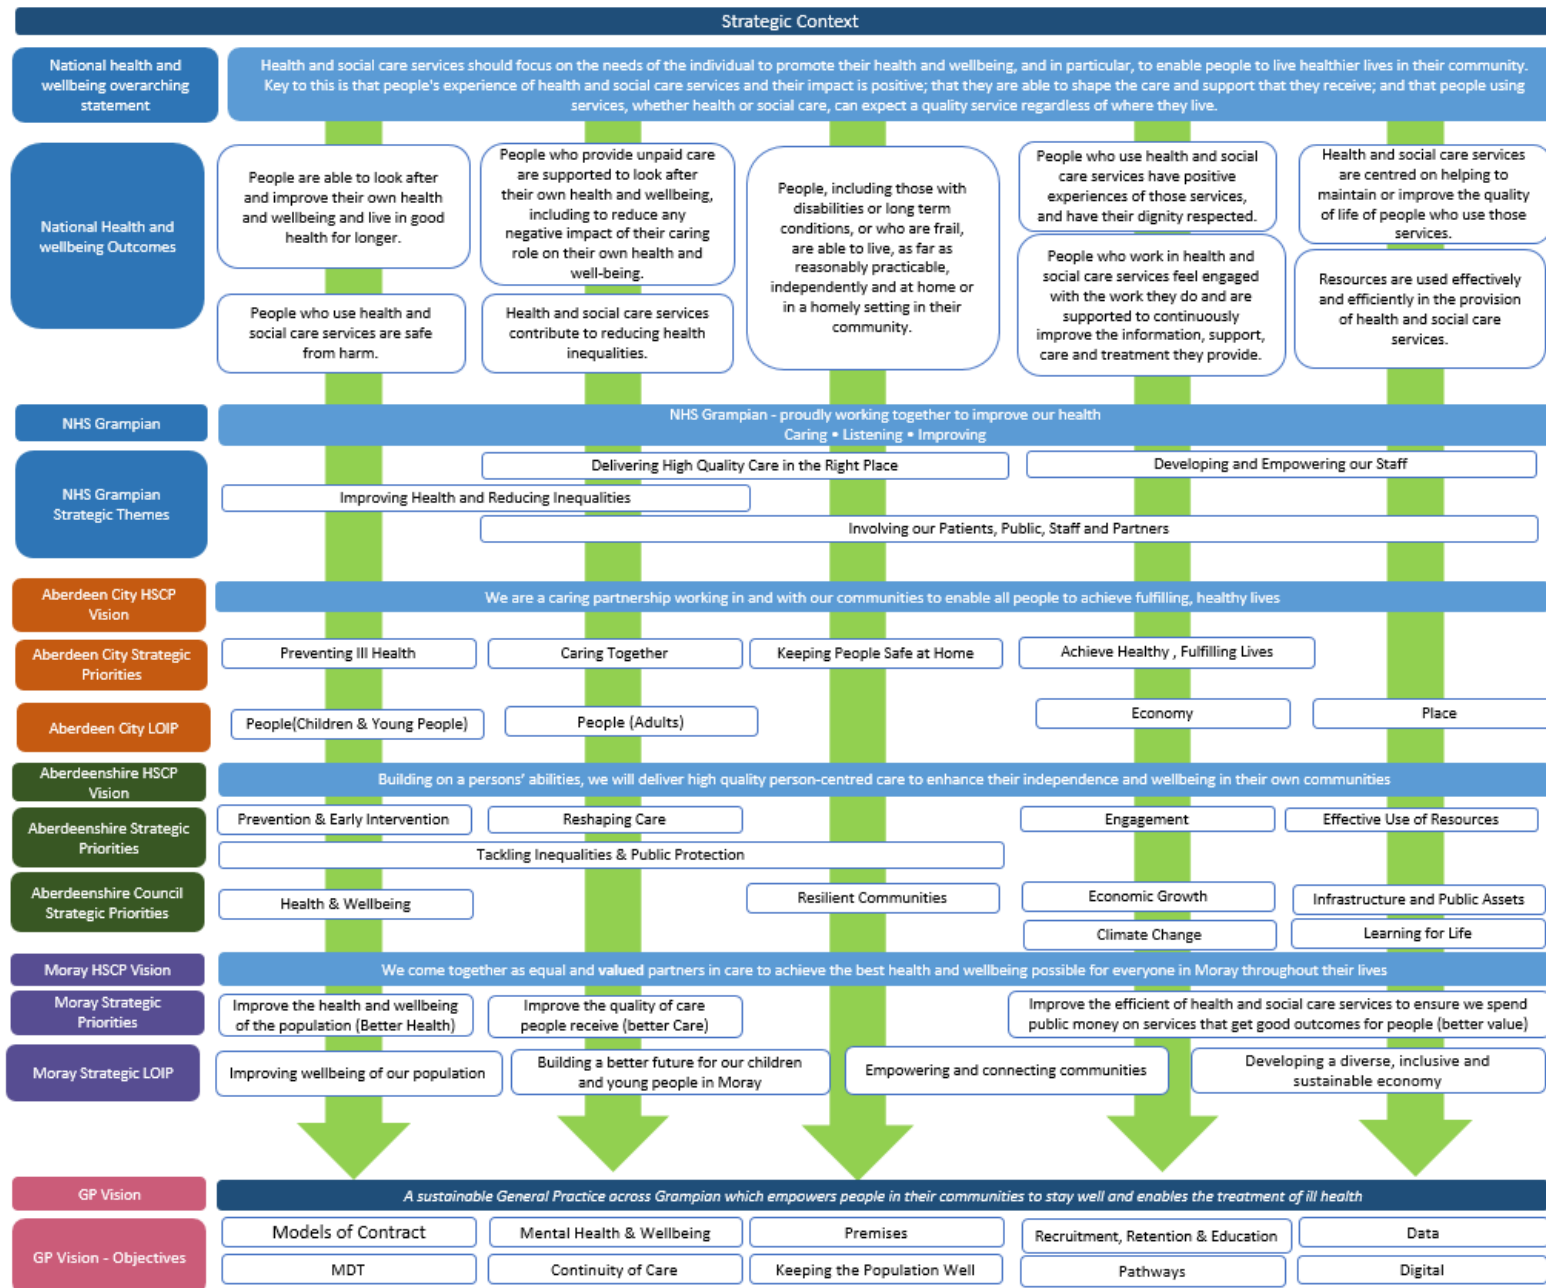 Strategic Context
National health and
wellbeing overarching
statement
Health and social care services should focus on the needs of the individual to promote their health and wellbeing, and in particular, to enable people to live healthier lives in their community.
Key to this is that people's experience of health and social care services and their impact is positive; that they are able to shape the care and support that they receive; and that people using
services, whether health or social care, can expect a quality service regardless of where they live.
National Health and
wellbeing Outcomes
People are able to look after
and improve their own health
and wellbeing and live in good
health for longer.
People who use health and
social care services are safe
from harm.
People who provide unpaid care
are supported to look after
their own health and wellbeing,
including to reduce any
negative impact of their caring
role on their own health and
well-being.
Health and social care services
contribute to reducing health
inequalities.
People, including those with
disabilities or long term
conditions, or who are frail,
are able to live, as far as
reasonably practicable,
independently and at home or
in a homely setting in their
community.
People who use health and social
care services have positive
experiences of those services,
and have their dignity respected.
People who work in health and
social care services feel engaged
with the work they do and are
supported to continuously
improve the information, support,
care and treatment they provide.
Health and social care services
are centred on helping to
maintain or improve the quality
of life of people who use those
services.
Resources are used effectively
and efficiently in the provision
of health and social care
services.
NHS Grampian
NHS Grampian - proudly working together to improve our health
Caring • Listening • Improving
NHS Grampian
Strategic Themes
Delivering High Quality Care in the Right Place
Developing and Empowering our Staff
Improving Health and Reducing Inequalities
Involving our Patients, Public, Staff and Partners
Aberdeen City HSCP
Vision
We are a caring partnership working in and with our communities to enable all people to achieve fulfilling, healthy lives
Aberdeen City Strategic
Priorities
Preventing Ill Health
Caring Together
Keeping People Safe at Home
Achieve Healthy , Fulfilling Lives
Aberdeen City LOIP
People(Children & Young People)
People (Adults)
Economy
Place
Aberdeenshire HSCP
Vision
Building on a persons’ abilities, we will deliver high quality person-centred care to enhance their independence and wellbeing in their own communities
Aberdeenshire Strategic
Priorities
Prevention & Early Intervention
Reshaping Care
Engagement
Effective Use of Resources
Tackling Inequalities & Public Protection
Aberdeenshire Council
Strategic Priorities
Health & Wellbeing
Resilient Communities
Economic Growth
Infrastructure and Public Assets
Climate Change
Learning for Life
Moray HSCP Vision
We come together as equal and valued partners in care to achieve the best health and wellbeing possible for everyone in Moray throughout their lives
Moray Strategic
Priorities
Improve the health and wellbeing
of the population (Better Health)
Improve the quality of care
people receive (better Care)
Improve the efficient of health and social care services to ensure we spend
public money on services that get good outcomes for people (better value)
Moray Strategic LOIP
Improving wellbeing of our population
Building a better future for our children
and young people in Moray
Empowering and connecting communities
Developing a diverse, inclusive and
sustainable economy
GP Vision
A sustainable General Practice across Grampian which empowers people in their communities to stay well and enables the treatment of ill health
GP Vision - Objectives
Models of Contract
Mental Health & Wellbeing
Premises
Recruitment, Retention & Education
Data
MDT
Continuity of Care
Keeping the Population Well
Pathways
Digital